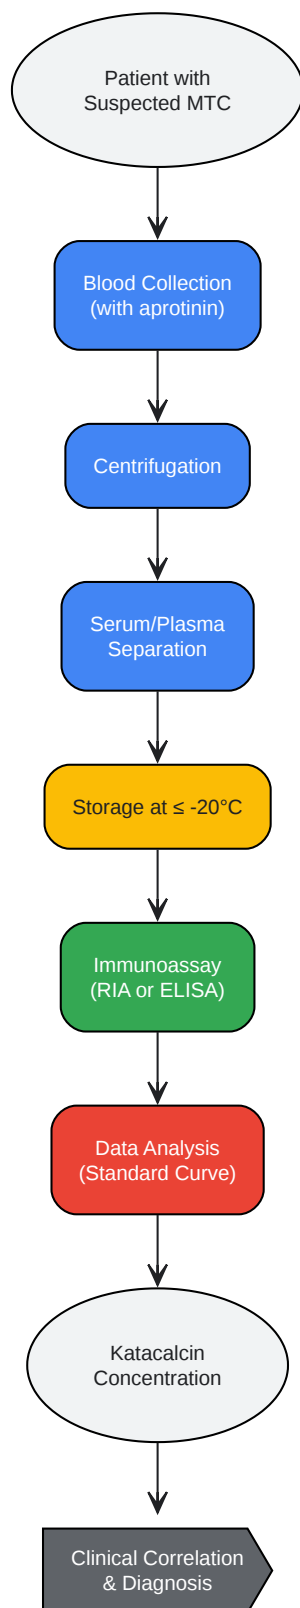 Patient with
Suspected MTC
Blood Collection
(with aprotinin)
Centrifugation
Serum/Plasma
Separation
Storage at ≤ -20°C
Immunoassay
(RIA or ELISA)
Data Analysis
(Standard Curve)
Katacalcin
Concentration
Clinical Correlation
& Diagnosis